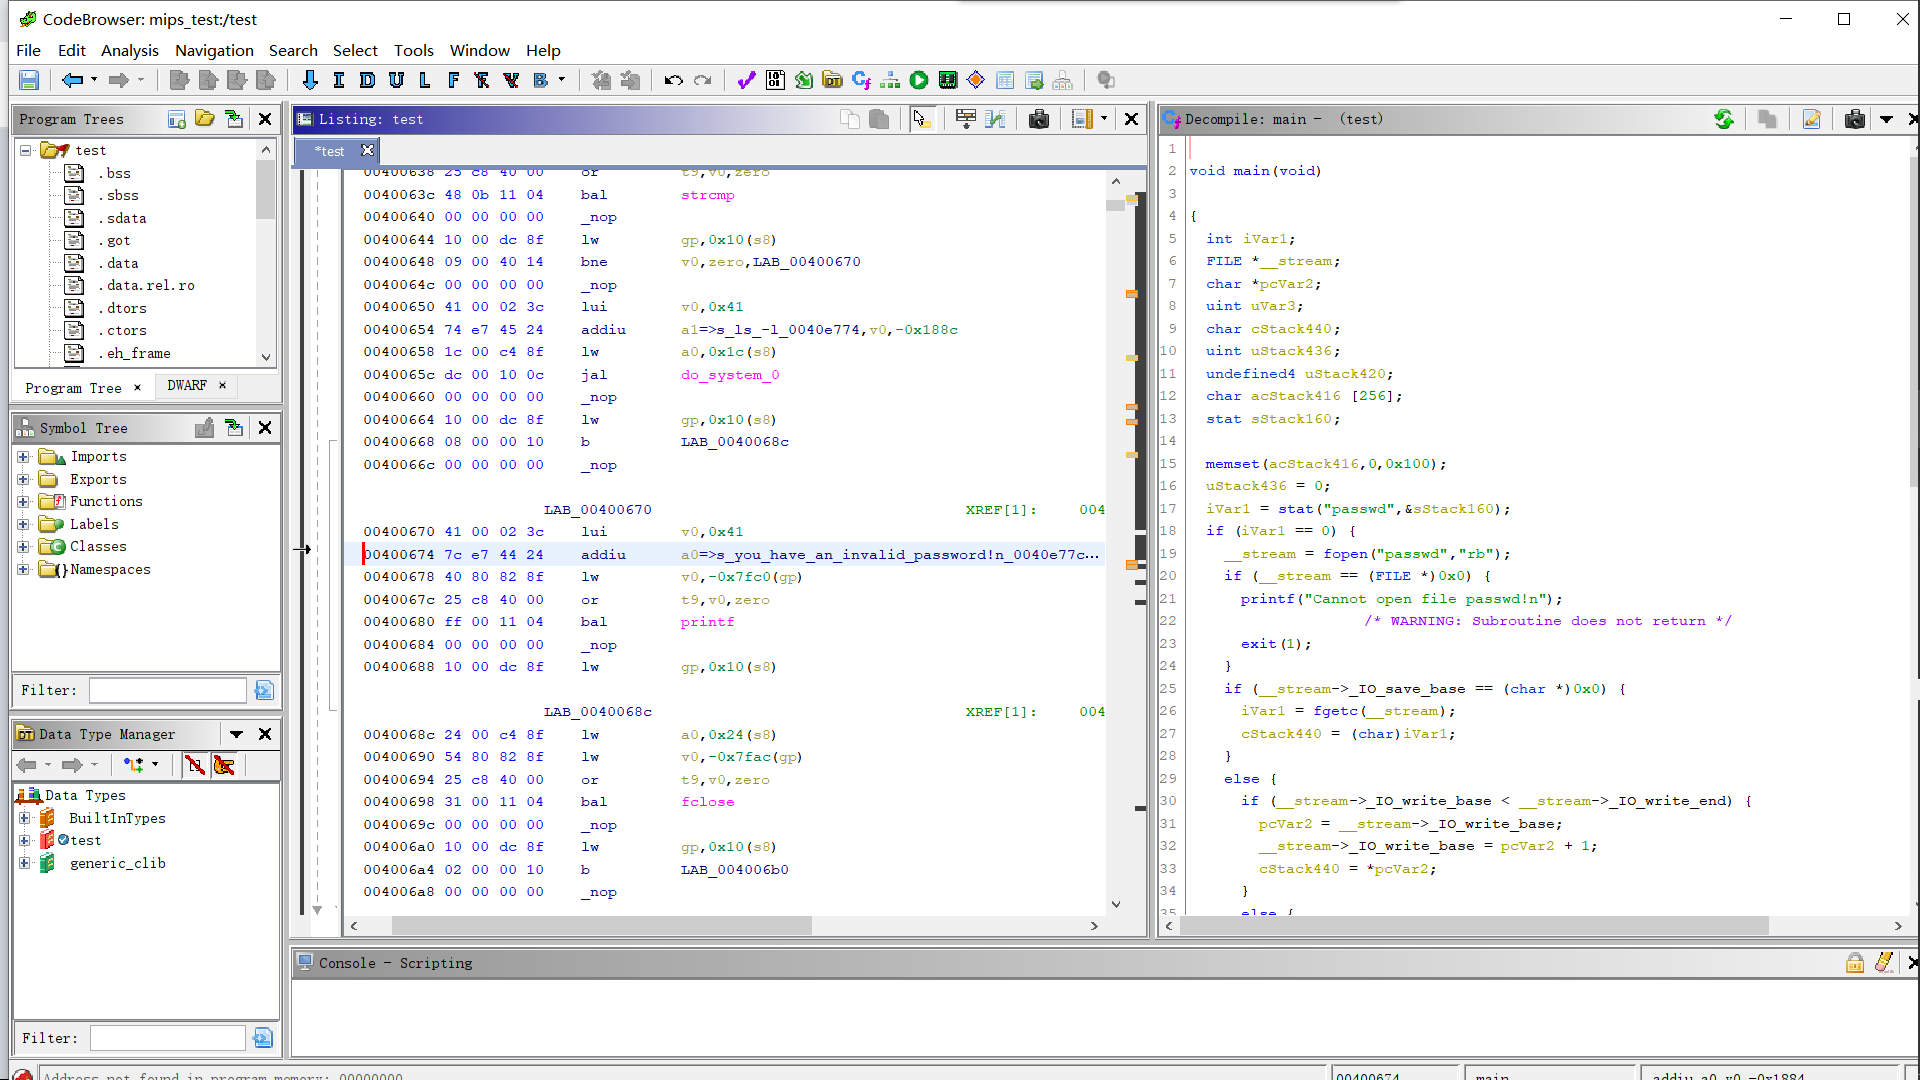 CodeBrowser: mips_test:/test
File Edit Analysis Navigation Search Select Tools Window Help
I D U L F B
Program Trees
test
.bss
.sbss
.sdata
.got
.data
.data.rel.ro
.dtors
.ctors
.eh_frame
Program Tree × DWARF ×
Symbol Tree
Imports
Exports
Functions
Labels
Classes
Namespaces
Filter:
Data Type Manager
Data Types
BuiltInTypes
test
generic_clib
Filter:
Listing: test
*test
00400638 25 c8 40 00 or t9,v0,zero
0040063c 48 0b 11 04 bal strcmp
00400640 00 00 00 00 _nop
00400644 10 00 dc 8f lw gp,0x10(s8)
00400648 09 00 40 14 bne v0,zero,LAB_00400670
0040064c 00 00 00 00 _nop
00400650 41 00 02 3c lui v0,0x41
00400654 74 e7 45 24 addiu a1=>s_ls_-l_0040e774,v0,-0x188c
00400658 1c 00 c4 8f lw a0,0x1c(s8)
0040065c dc 00 10 0c jal do_system_0
00400660 00 00 00 00 _nop
00400664 10 00 dc 8f lw gp,0x10(s8)
00400668 08 00 00 10 b LAB_0040068c
0040066c 00 00 00 00 _nop
LAB_00400670 XREF[1]: 004
00400670 41 00 02 3c lui v0,0x41
00400674 7c e7 44 24 addiu a0=>s_you_have_an_invalid_password!n_0040e77c...
00400678 40 80 82 8f lw v0,-0x7fc0(gp)
0040067c 25 c8 40 00 or t9,v0,zero
00400680 ff 00 11 04 bal printf
00400684 00 00 00 00 _nop
00400688 10 00 dc 8f lw gp,0x10(s8)
LAB_0040068c XREF[1]: 004
0040068c 24 00 c4 8f lw a0,0x24(s8)
00400690 54 80 82 8f lw v0,-0x7fac(gp)
00400694 25 c8 40 00 or t9,v0,zero
00400698 31 00 11 04 bal fclose
0040069c 00 00 00 00 _nop
004006a0 10 00 dc 8f lw gp,0x10(s8)
004006a4 02 00 00 10 b LAB_004006b0
004006a8 00 00 00 00 _nop
Decompile: main - (test)
1
2 void main(void)
3
4 {
5 int iVar1;
6 FILE *__stream;
7 char *pcVar2;
8 uint uVar3;
9 char cStack440;
10 uint uStack436;
11 undefined4 uStack420;
12 char acStack416 [256];
13 stat sStack160;
14
15 memset(acStack416,0,0x100);
16 uStack436 = 0;
17 iVar1 = stat("passwd",&sStack160);
18 if (iVar1 == 0) {
19 __stream = fopen("passwd","rb");
20 if (__stream == (FILE *)0x0) {
21 printf("Cannot open file passwd!n");
22 /* WARNING: Subroutine does not return */
23 exit(1);
24 }
25 if (__stream->_IO_save_base == (char *)0x0) {
26 iVar1 = fgetc(__stream);
27 cStack440 = (char)iVar1;
28 }
29 else {
30 if (__stream->_IO_write_base < __stream->_IO_write_end) {
31 pcVar2 = __stream->_IO_write_base;
32 __stream->_IO_write_base = pcVar2 + 1;
33 cStack440 = *pcVar2;
34 }
35 else {
Console - Scripting
Address not found in program memory: 00000000 00400674 main addiu a0,v0,-0x1884